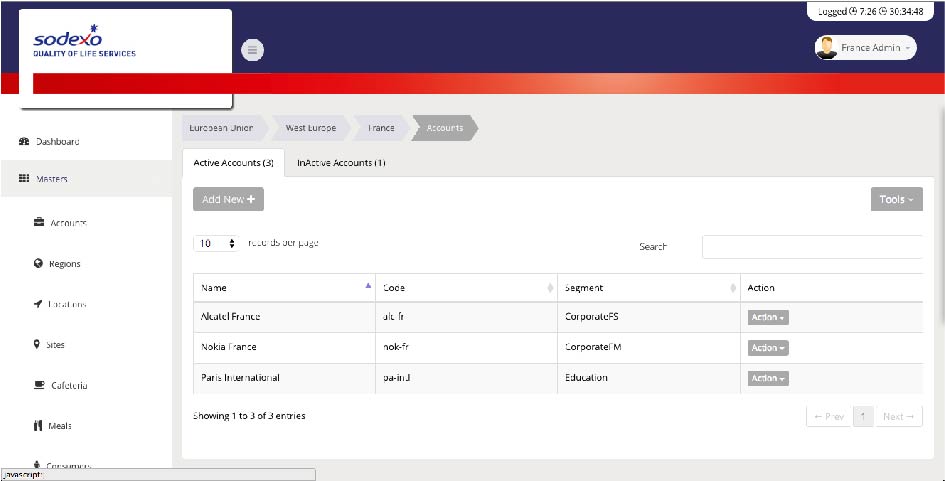 Logged 7:26 30:34:48
sodexo
QUALITY OF LIFE SERVICES
France Admin
European Union West Europe France Accounts
Dashboard
Active Accounts (3) InActive Accounts (1)
Masters
Add New + Tools
Accounts
10 records per page Search
Regions
Name Code Segment Action
Locations
Alcatel France alc-fr CorporateFS Action
Sites
Nokia France nok-fr CorporateFM Action
Paris International pa-intl Education Action
Cafeteria
Showing 1 to 3 of 3 entries ← Prev 1 Next →
Meals
Consumers
javascript: